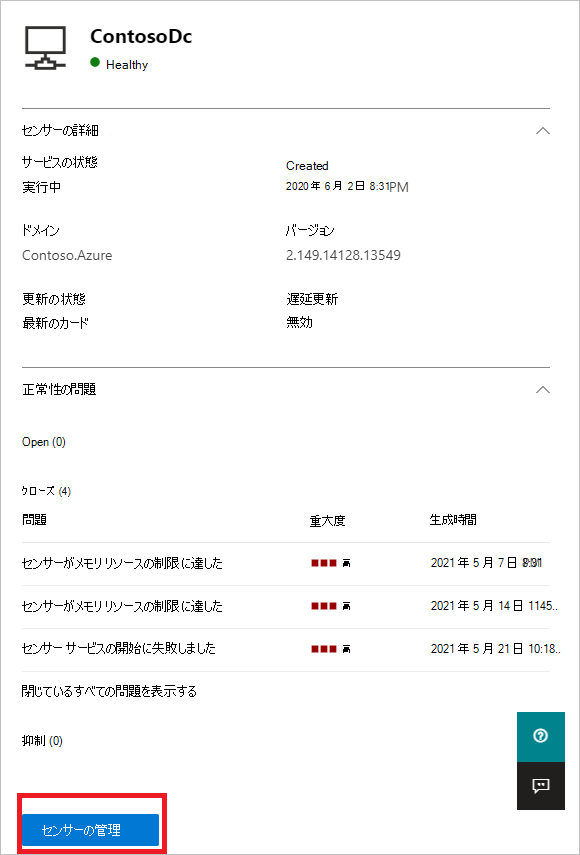 ContosoDc
Healthy
センサーの詳細
サービスの状態
実行中
Created
2020 年 6 月 2 日 8:31PM
ドメイン
Contoso.Azure
バージョン
2.149.14128.13549
更新の状態
最新のカード
遅延更新
無効
正常性の問題
Open (0)
クローズ (4)
問題 重大度 生成時間
センサーがメモリ リソースの制限に達した 高 2021 年 5 月 7 日
センサーがメモリ リソースの制限に達した 高 2021 年 5 月 14 日 1145..
センサー サービスの開始に失敗しました 高 2021 年 5 月 21 日 10:18..
閉じているすべての問題を表示する
抑制 (0)
センサーの管理